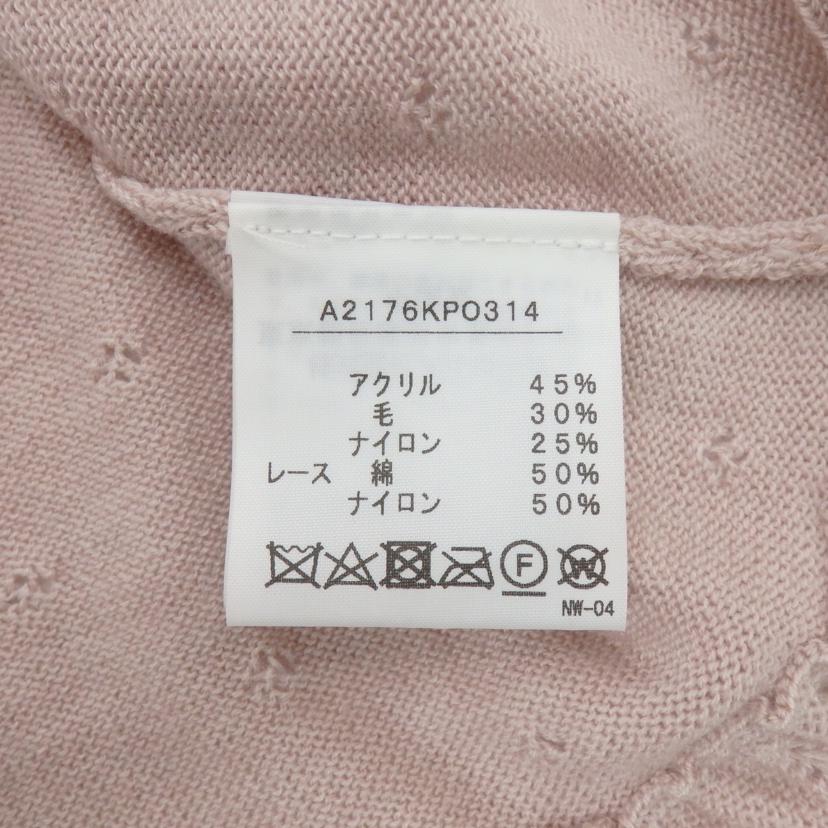 A2176KPO314
アクリル 45%
毛 30%
ナイロン 25%
レース 綿 50%
ナイロン 50%
F W
NW-04